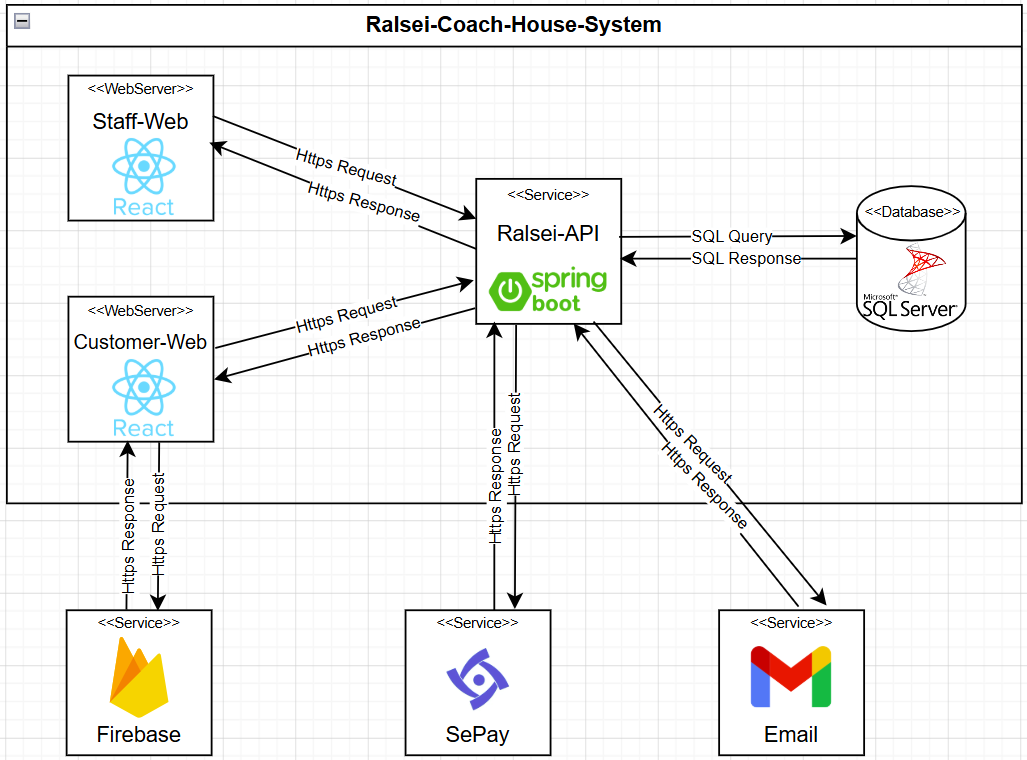 Ralsei-Coach-House-System
<<WebServer>>
Staff-Web
React
Https Request
Https Response
<<Service>>
Ralsei-API
spring
boot
SQL Query
SQL Response
<<Database>>
Microsoft
SQL Server
<<WebServer>>
Customer-Web
React
Https Request
Https Response
Https Response
Https Request
Https Response
Https Request
Https Request
Https Response
<<Service>>
Firebase
<<Service>>
SePay
<<Service>>
Email